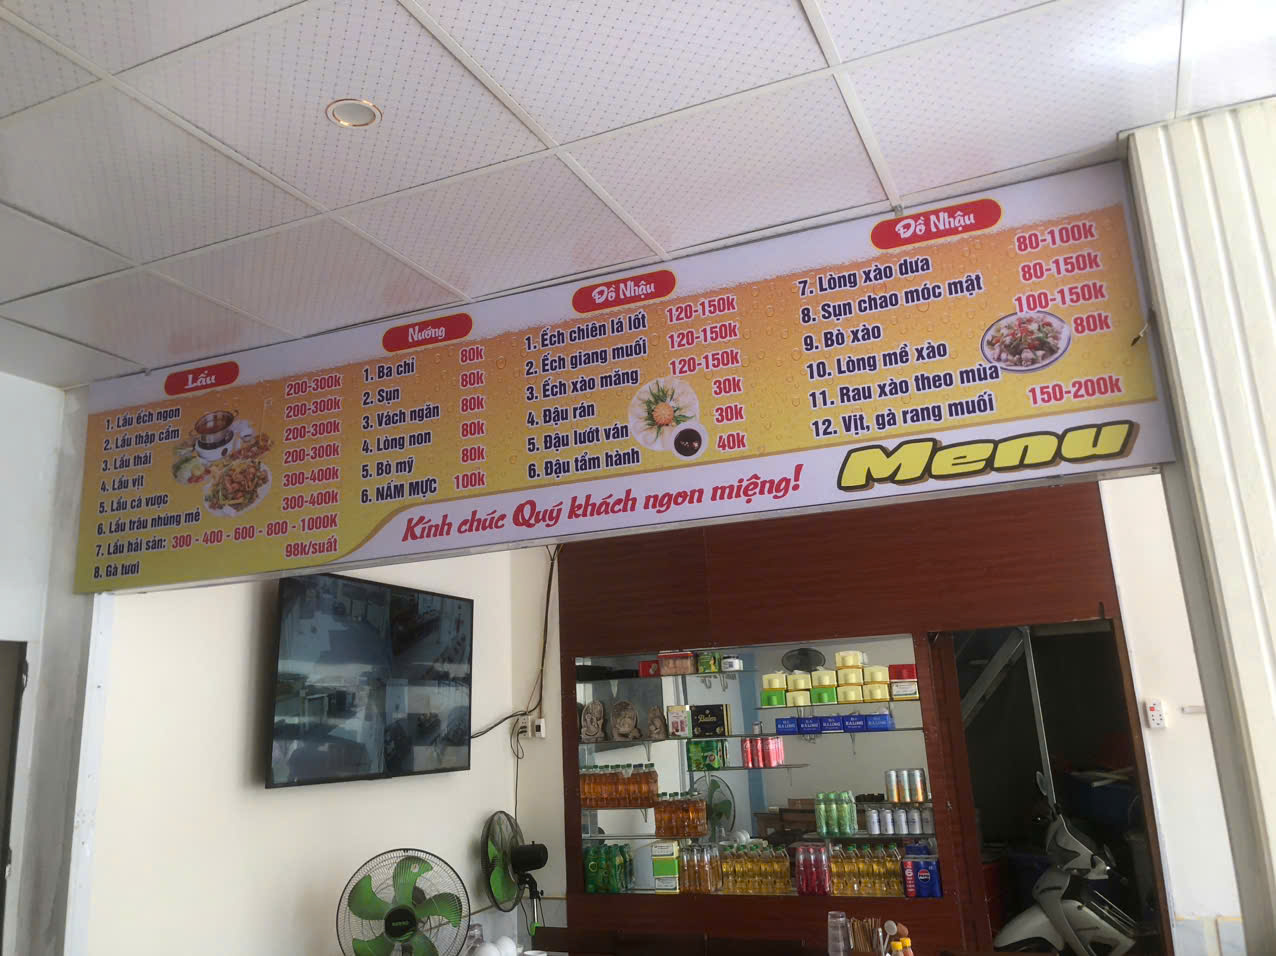 Lẩu
1. Lẩu ếch ngon 200-300k
2. Lẩu thập cẩm 200-300k
3. Lẩu thái 200-300k
4. Lẩu vịt 200-300k
5. Lẩu cá vược 300-400k
6. Lẩu trâu nhúng mẻ 300-400k
7. Lẩu hải sản: 300 - 400 - 600 - 800 - 1000K
8. Gà tươi 98k/suất
Nướng
1. Ba chỉ 80k
2. Sụn 80k
3. Vách ngăn 80k
4. Lòng non 80k
5. Bò mỹ 80k
6. NẤM MỰC 100k
Đồ Nhậu
1. Ếch chiên lá lốt 120-150k
2. Ếch giang muối 120-150k
3. Ếch xào măng 120-150k
4. Đậu rán 30k
5. Đậu lướt ván 30k
6. Đậu tẩm hành 40k
Đồ Nhậu
7. Lòng xào dưa 80-100k
8. Sụn chao móc mật 80-150k
9. Bò xào 100-150k
10. Lòng mề xào 80k
11. Rau xào theo mùa
12. Vịt, gà rang muối 150-200k
Kính chúc Quý khách ngon miệng!
Menu